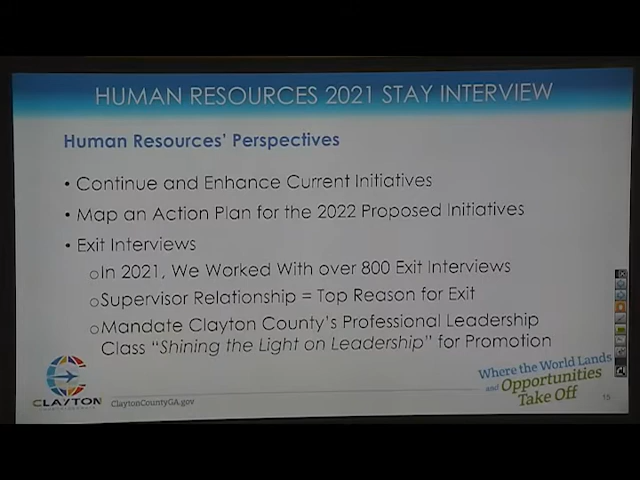 HUMAN RESOURCES 2021 STAY INTERVIEW
Human Resources' Perspectives
• Continue and Enhance Current Initiatives
• Map an Action Plan for the 2022 Proposed Initiatives
• Exit Interviews
oIn 2021, We Worked With over 800 Exit Interviews
oSupervisor Relationship = Top Reason for Exit
oMandate Clayton County's Professional Leadership
Class "Shining the Light on Leadership" for Promotion
CLAYTON
ClaytonCountyGA.gov
Where the World Lands
and Opportunities
Take Off
15